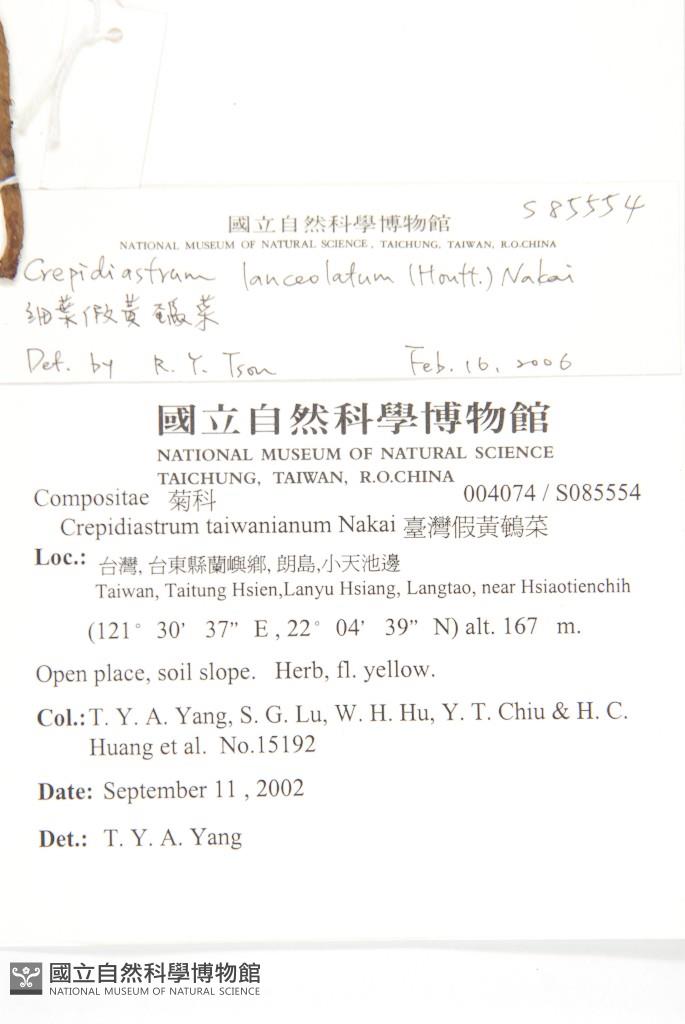 S 85554
國立自然科學博物館
NATIONAL MUSEUM OF NATURAL SCIENCE, TAICHUNG, TAIWAN, R.O.CHINA
Crepidiastrum lanceolatum (Houtt.) Nakai
細葉假黃鵪菜
Det. by R. Y. Tsou Feb. 16, 2006
國立自然科學博物館
NATIONAL MUSEUM OF NATURAL SCIENCE
TAICHUNG, TAIWAN, R.O.CHINA
Compositae 菊科 004074 / S085554
Crepidiastrum taiwanianum Nakai 臺灣假黃鵪菜
Loc.: 台灣, 台東縣蘭嶼鄉, 朗島,小天池邊
Taiwan, Taitung Hsien,Lanyu Hsiang, Langtao, near Hsiaotienchih
(121° 30' 37" E , 22° 04' 39" N) alt. 167 m.
Open place, soil slope. Herb, fl. yellow.
Col.: T. Y. A. Yang, S. G. Lu, W. H. Hu, Y. T. Chiu & H. C.
Huang et al. No.15192
Date: September 11 , 2002
Det.: T. Y. A. Yang
國立自然科學博物館
NATIONAL MUSEUM OF NATURAL SCIENCE